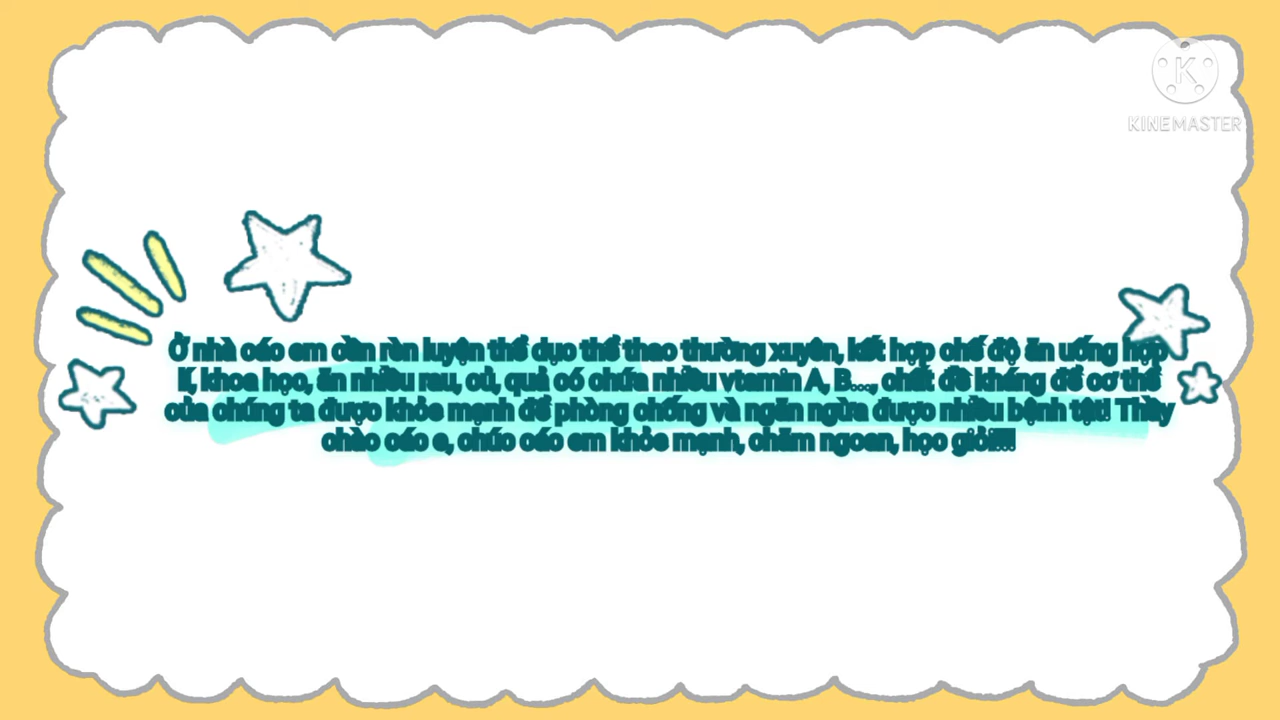 KINEMASTER
Ở nhà các em cần rèn luyện thể dục thể thao thường xuyên, kết hợp chế độ ăn uống hợp
lí, khoa học, ăn nhiều rau, củ, quả có chứa nhiều vtamin A, B..., chất đề kháng để cơ thể
của chúng ta được khỏe mạnh để phòng chống và ngăn ngừa được nhiều bệnh tật! Thầy
chào các e, chúc các em khỏe mạnh, chăm ngoan, học giỏi!!!